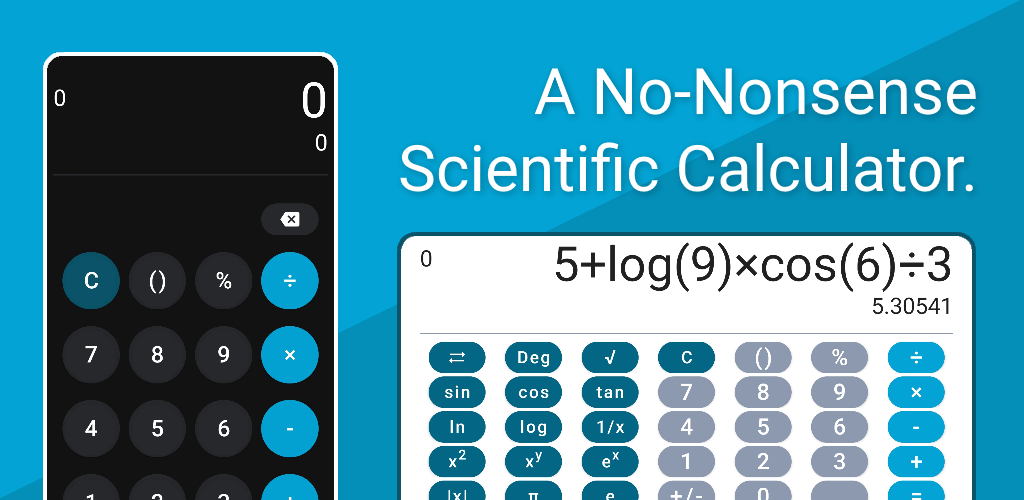 A No-Nonsense
Scientific Calculator.
0
0
0
C () % ÷
7 8 9 ×
4 5 6 -
0
5+log(9)×cos(6)÷3
5.30541
⇄ Deg √ C () % ÷
sin cos tan 7 8 9 ×
ln log 1/x 4 5 6 -
x² xʸ eˣ 1 2 3 +
|x| π e +/- 0 =